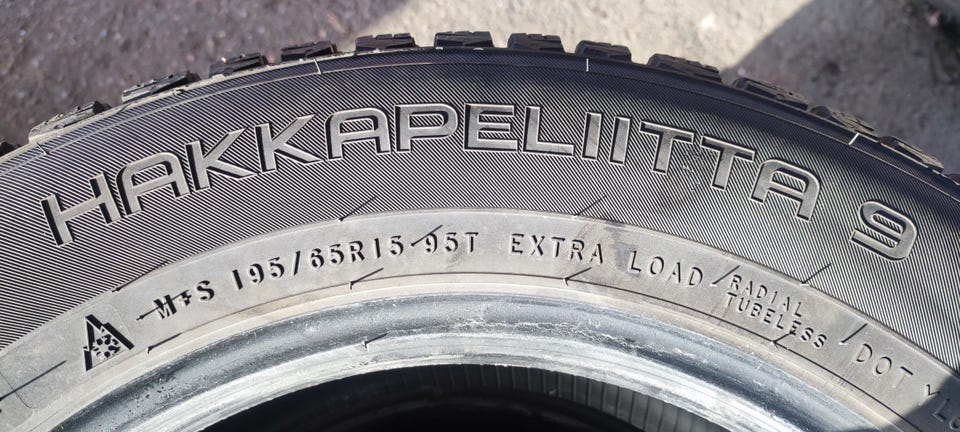 HAKKAPELIITTA 9
M+S 195/65R15 95T EXTRA LOAD RADIAL
TUBELESS DOT